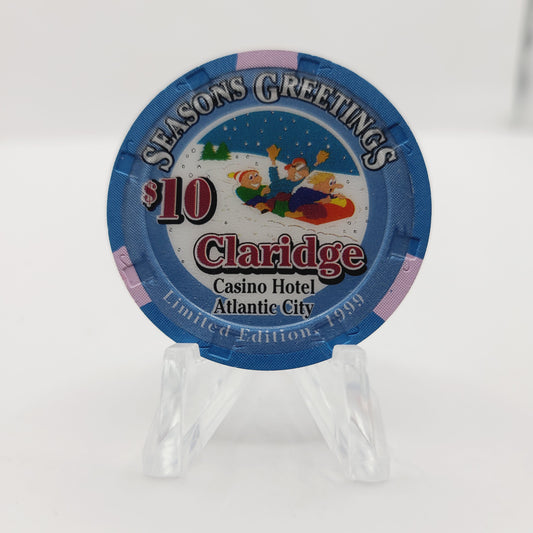 SEASONS GREETINGS
$10
Claridge
Casino Hotel
Atlantic City
Limited Edition, 1999